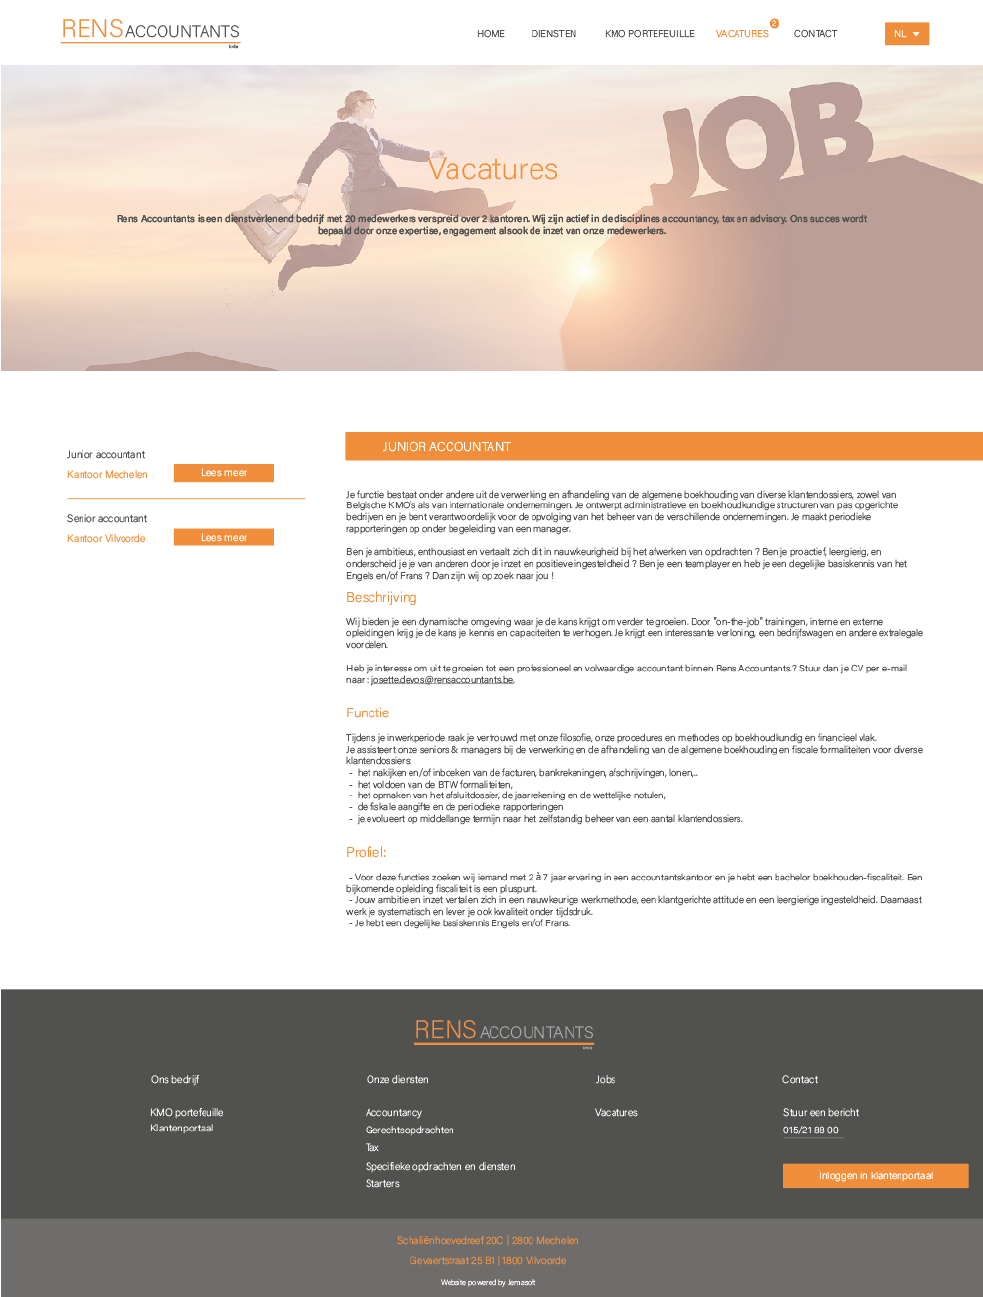 RENS ACCOUNTANTS
bvba
HOME DIENSTEN KMO PORTEFEUILLE VACATURES 2 CONTACT NL
JOB
Vacatures
Rens Accountants is een dienstverlenend bedrijf met 20 medewerkers verspreid over 2 kantoren. Wij zijn actief in de disciplines accountancy, tax en advisory. Ons succes wordt
bepaald door onze expertise, engagement alsook de inzet van onze medewerkers.
Junior accountant
Kantoor Mechelen Lees meer
Senior accountant
Kantoor Vilvoorde Lees meer
JUNIOR ACCOUNTANT
Je functie bestaat onder andere uit de verwerking en afhandeling van de algemene boekhouding van diverse klantendossiers, zowel van
Belgische KMO's als van internationale ondernemingen. Je ontwerpt administratieve en boekhoudkundige structuren van pas opgerichte
bedrijven en je bent verantwoordelijk voor de opvolging van het beheer van de verschillende ondernemingen. Je maakt periodieke
rapporteringen op onder begeleiding van een manager.
Ben je ambitieus, enthousiast en vertaalt zich dit in nauwkeurigheid bij het afwerken van opdrachten ? Ben je proactief, leergierig, en
onderscheid je je van anderen door je inzet en positieve ingesteldheid ? Ben je een teamplayer en heb je een degelijke basiskennis van het
Engels en/of Frans ? Dan zijn wij op zoek naar jou !
Beschrijving
Wij bieden je een dynamische omgeving waar je de kans krijgt om verder te groeien. Door "on-the-job" trainingen, interne en externe
opleidingen krijg je de kans je kennis en capaciteiten te verhogen. Je krijgt een interessante verloning, een bedrijfswagen en andere extralegale
voordelen.
Heb je interesse om uit te groeien tot een professioneel en volwaardige accountant binnen Rens Accountants.? Stuur dan je CV per e-mail
naar : josette.devos@rensaccountants.be.
Functie
Tijdens je inwerkperiode raak je vertrouwd met onze filosofie, onze procedures en methodes op boekhoudkundig en financieel vlak.
Je assisteert onze seniors & managers bij de verwerking en de afhandeling van de algemene boekhouding en fiscale formaliteiten voor diverse
klantendossiers:
- het nakijken en/of inboeken van de facturen, bankrekeningen, afschrijvingen, lonen,..
- het voldoen van de BTW formaliteiten,
- het opmaken van het afsluitdossier, de jaarrekening en de wettelijke notulen,
- de fiskale aangifte en de periodieke rapporteringen
- je evolueert op middellange termijn naar het zelfstandig beheer van een aantal klantendossiers.
Profiel:
- Voor deze functies zoeken wij iemand met 2 à 7 jaar ervaring in een accountantskantoor en je hebt een bachelor boekhouden-fiscaliteit. Een
bijkomende opleiding fiscaliteit is een pluspunt.
- Jouw ambitie en inzet vertalen zich in een nauwkeurige werkmethode, een klantgerichte attitude en een leergierige ingesteldheid. Daarnaast
werk je systematisch en lever je ook kwaliteit onder tijdsdruk.
- Je hebt een degelijke basiskennis Engels en/of Frans.
RENS ACCOUNTANTS
bvba
Ons bedrijf Onze diensten Jobs Contact
KMO portefeuille Accountancy Vacatures Stuur een bericht
Klantenportaal Gerechtsopdrachten 015/21 88 00
Tax
Specifieke opdrachten en diensten Inloggen in klantenportaal
Starters
Schaliënhoevedreef 20C | 2800 Mechelen
Gevaertstraat 25 B1 | 1800 Vilvoorde
Website powered by Jemasoft